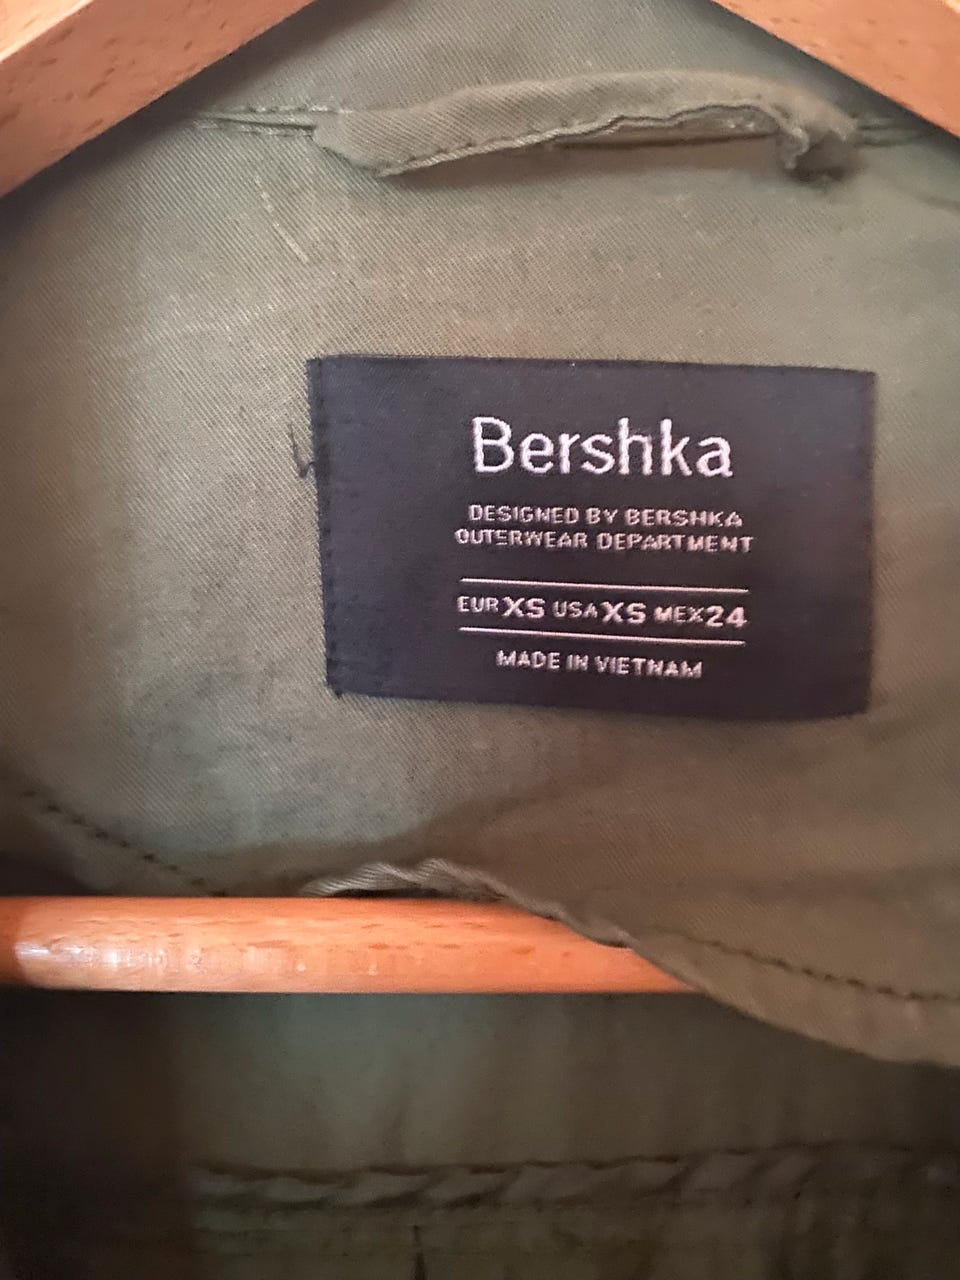 Bershka
DESIGNED BY BERSHKA
OUTERWEAR DEPARTMENT
EUR XS USA XS MEX 24
MADE IN VIETNAM